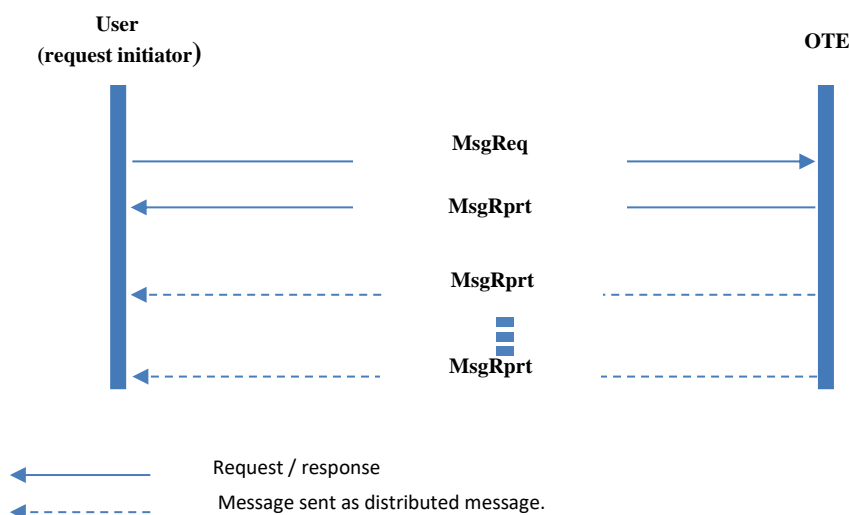 User
(request initiator)
OTE
MsgReq
MsgRprt
MsgRprt
MsgRprt
Request / response
Message sent as distributed message.